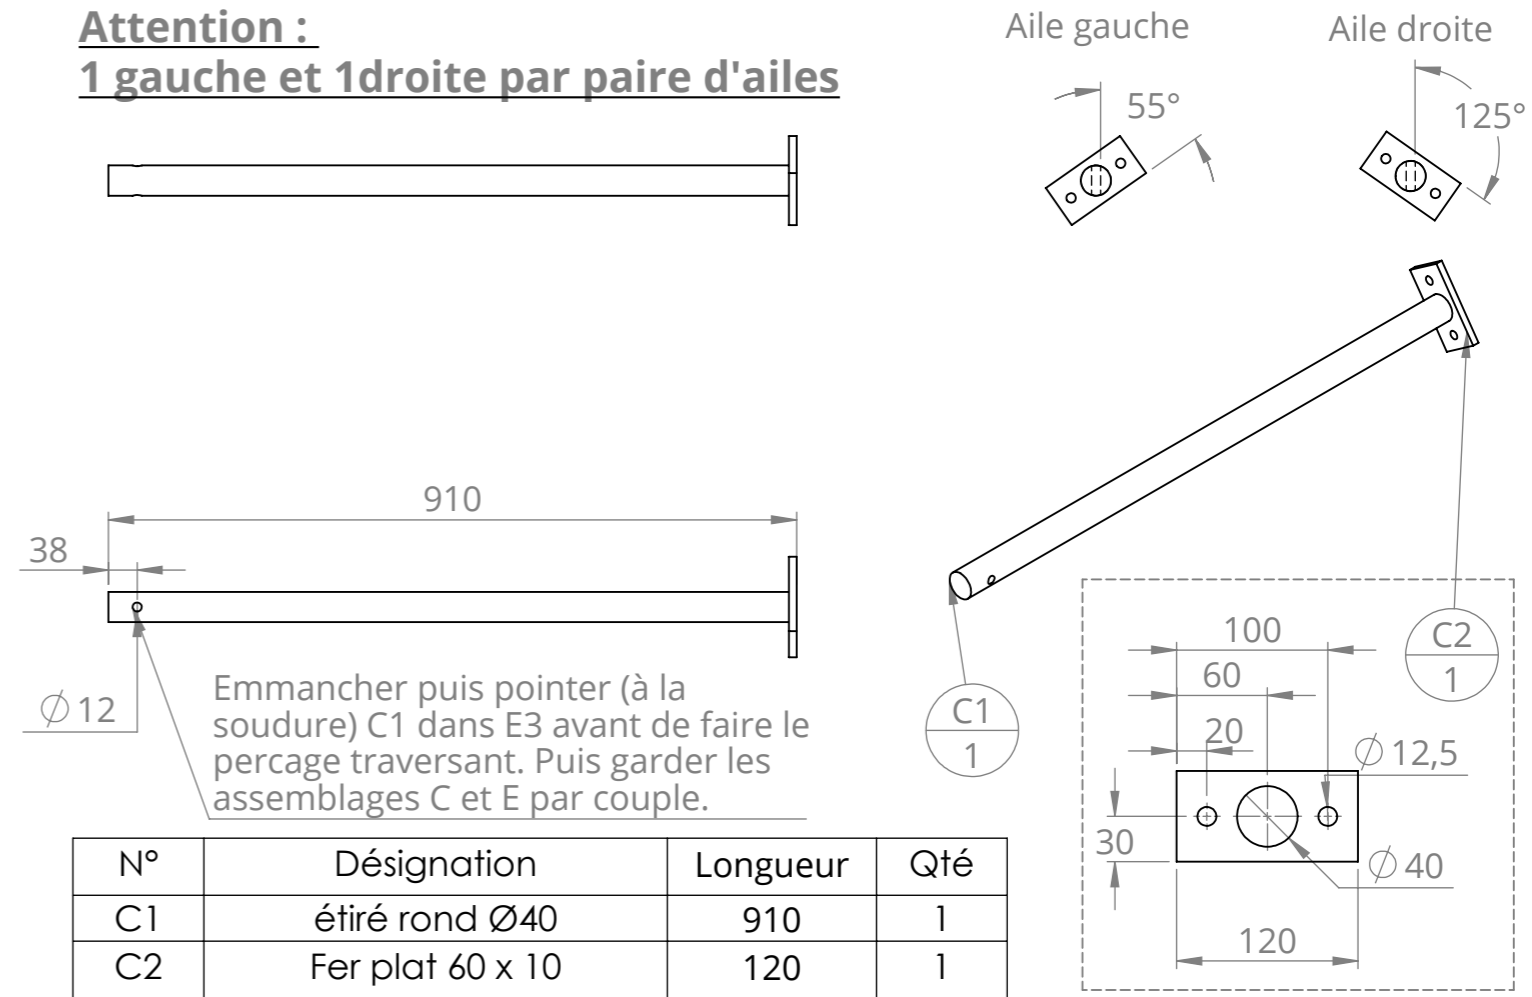 Attention :
1 gauche et 1droite par paire d'ailes
Aile gauche
Aile droite
55°
125°
910
38
Ø 12
Emmancher puis pointer (à la
soudure) C1 dans E3 avant de faire le
percage traversant. Puis garder les
assemblages C et E par couple.
C1
1
C2
1
100
60
20
Ø 12,5
30
Ø 40
120
N° Désignation Longueur Qté
C1 étiré rond Ø40 910 1
C2 Fer plat 60 x 10 120 1